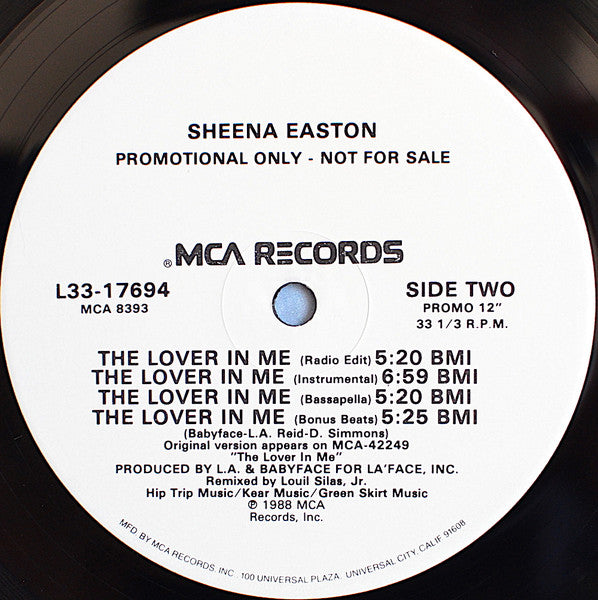 SHEENA EASTON
PROMOTIONAL ONLY - NOT FOR SALE
®MCA RECORDS
L33-17694
MCA 8393
SIDE TWO
PROMO 12"
33 1/3 R.P.M.
THE LOVER IN ME (Radio Edit) 5:20 BMI
THE LOVER IN ME (Instrumental) 6:59 BMI
THE LOVER IN ME (Bassapella) 5:20 BMI
THE LOVER IN ME (Bonus Beats) 5:25 BMI
(Babyface-L.A. Reid-D. Simmons)
Original version appears on MCA-42249
"The Lover In Me"
PRODUCED BY L.A. & BABYFACE FOR LA'FACE, INC.
Remixed by Louil Silas, Jr.
Hip Trip Music/Kear Music/Green Skirt Music
℗ 1988 MCA
Records, Inc.
MFD. BY MCA RECORDS, INC., 100 UNIVERSAL PLAZA, UNIVERSAL CITY, CALIF. 91608